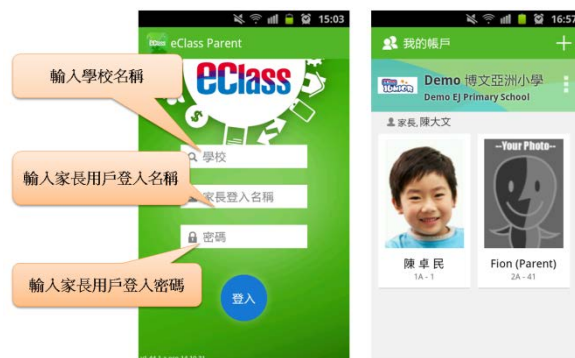 15:03
eClass Parent
eClass
輸入學校名稱
學校
輸入家長用戶登入名稱
家長登入名稱
密碼
輸入家長用戶登入密碼
登入
16:57
我的帳戶
Demo 博文亞洲小學
Demo EJ Primary School
家長, 陳大文
--Your Photo--
陳 卓 民
1A - 1
Fion (Parent)
2A - 41